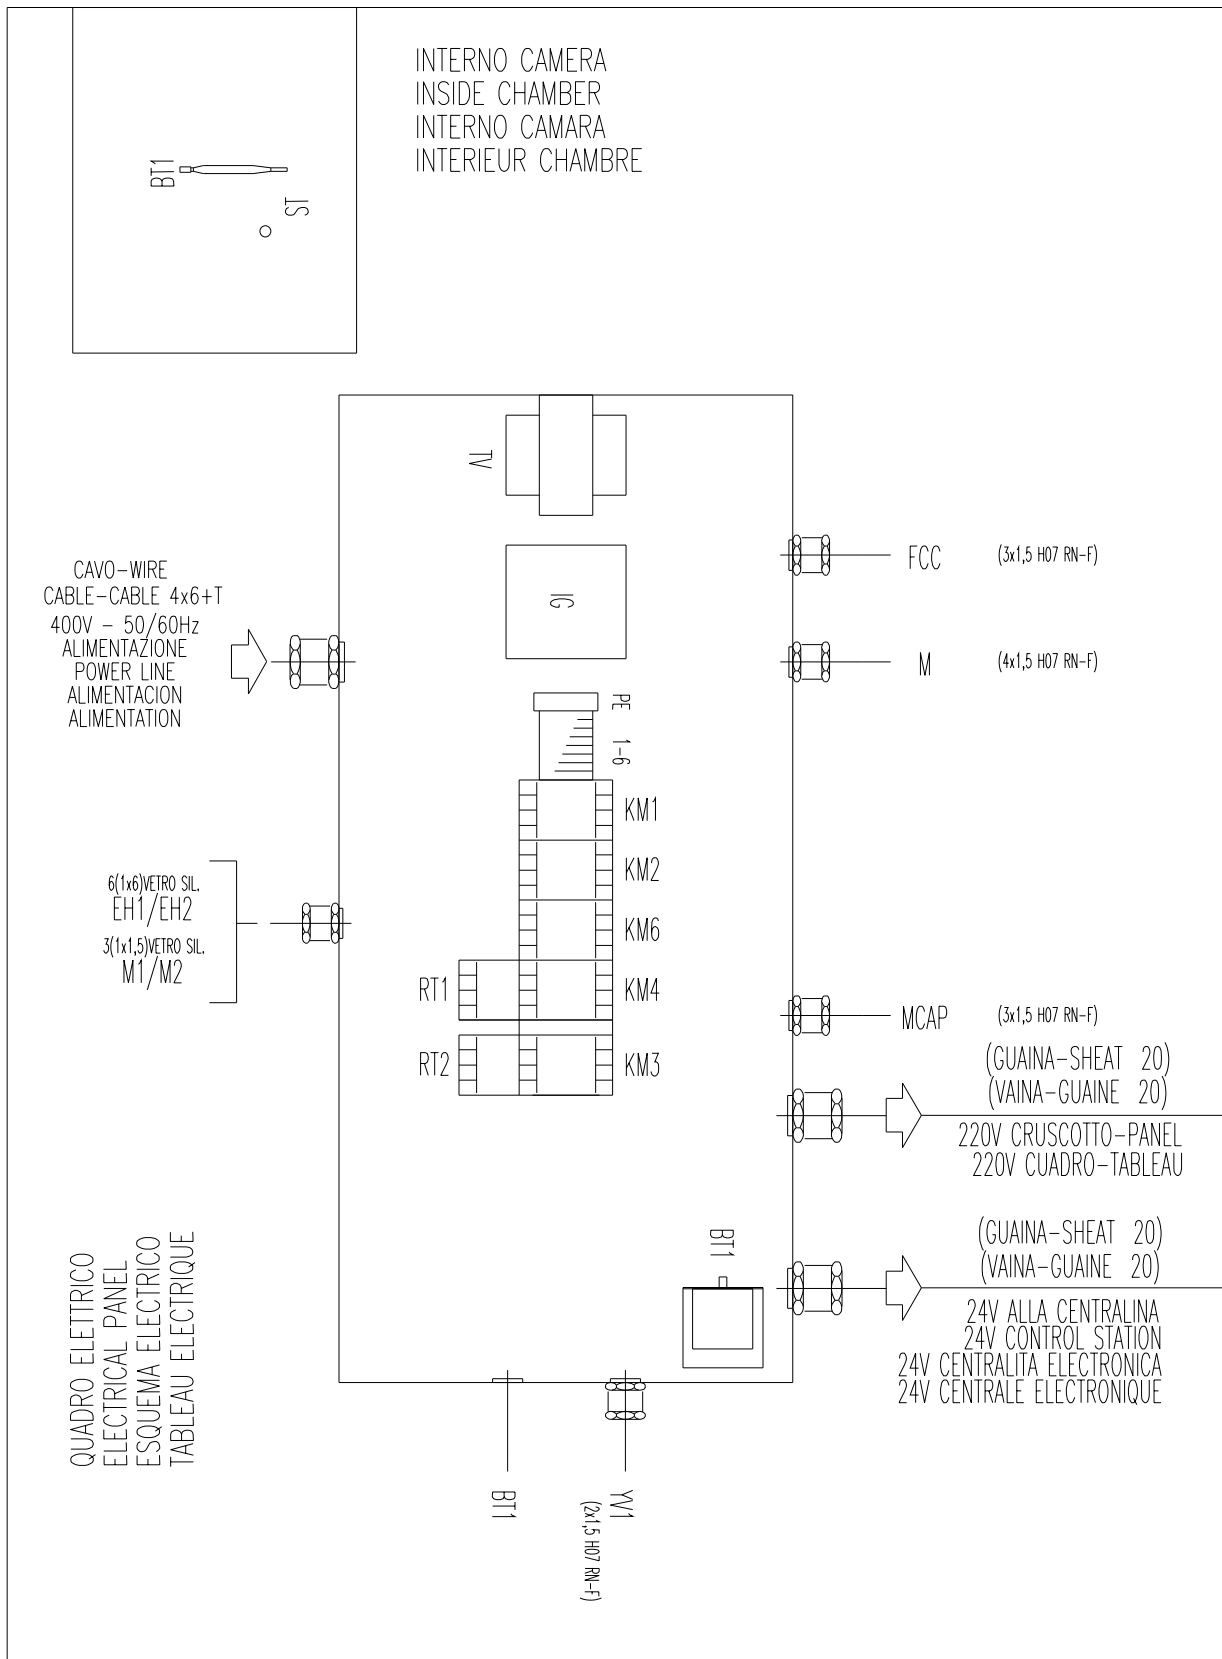 INTERNO CAMERA
INSIDE CHAMBER
INTERNO CAMARA
INTERIEUR CHAMBRE
BT1
ST
TV
IG
PE
1-6
KM1
KM2
KM6
RT1
KM4
RT2
KM3
CAVO-WIRE
CABLE-CABLE 4x6+T
400V - 50/60Hz
ALIMENTAZIONE
POWER LINE
ALIMENTACION
ALIMENTATION
6(1x6)VETRO SIL.
EH1/EH2
3(1x1,5)VETRO SIL.
M1/M2
FCC (3x1,5 H07 RN-F)
M (4x1,5 H07 RN-F)
MCAP (3x1,5 H07 RN-F)
(GUAINA-SHEAT 20)
(VAINA-GUAINE 20)
220V CRUSCOTTO-PANEL
220V CUADRO-TABLEAU
(GUAINA-SHEAT 20)
(VAINA-GUAINE 20)
24V ALLA CENTRALINA
24V CONTROL STATION
24V CENTRALITA ELECTRONICA
24V CENTRALE ELECTRONIQUE
BT1
QUADRO ELETTRICO
ELECTRICAL PANEL
ESQUEMA ELECTRICO
TABLEAU ELECTRIQUE
BT1
YV1
(2x1,5 H07 RN-F)